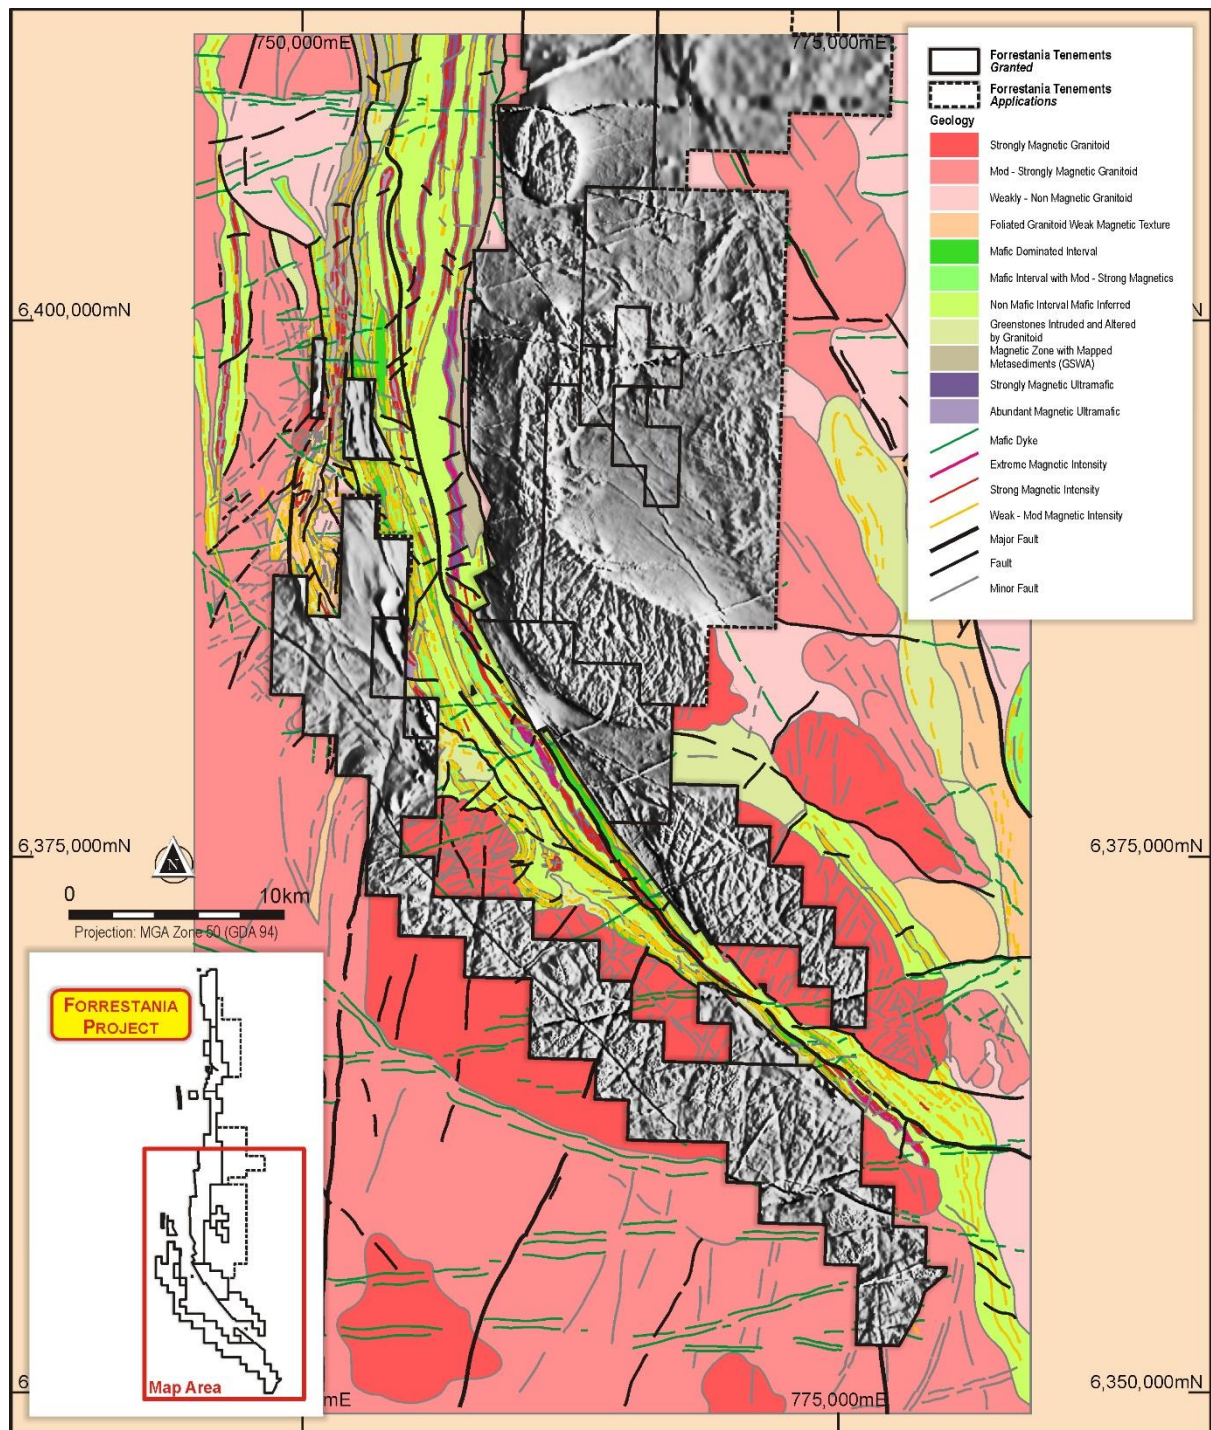 750,000mE
775,000mE
Forrestania Tenements
Granted
Forrestania Tenements
Applications
Geology
Strongly Magnetic Granitoid
Mod - Strongly Magnetic Granitoid
Weakly - Non Magnetic Granitoid
Foliated Granitoid Weak Magnetic Texture
Mafic Dominated Interval
Mafic Interval with Mod - Strong Magnetics
Non Mafic Interval Mafic Inferred
Greenstones Intruded and Altered
by Granitoid
Magnetic Zone with Mapped
Metasediments (GSWA)
Strongly Magnetic Ultramafic
Abundant Magnetic Ultramafic
Mafic Dyke
Extreme Magnetic Intensity
Strong Magnetic Intensity
Weak - Mod Magnetic Intensity
Major Fault
Fault
Minor Fault
6,400,000mN
N
6,375,000mN
6,375,000mN
N
0 10km
Projection: MGA Zone 50 (GDA 94)
FORRESTANIA
PROJECT
Map Area
6
mE
775,000mE
6,350,000mN